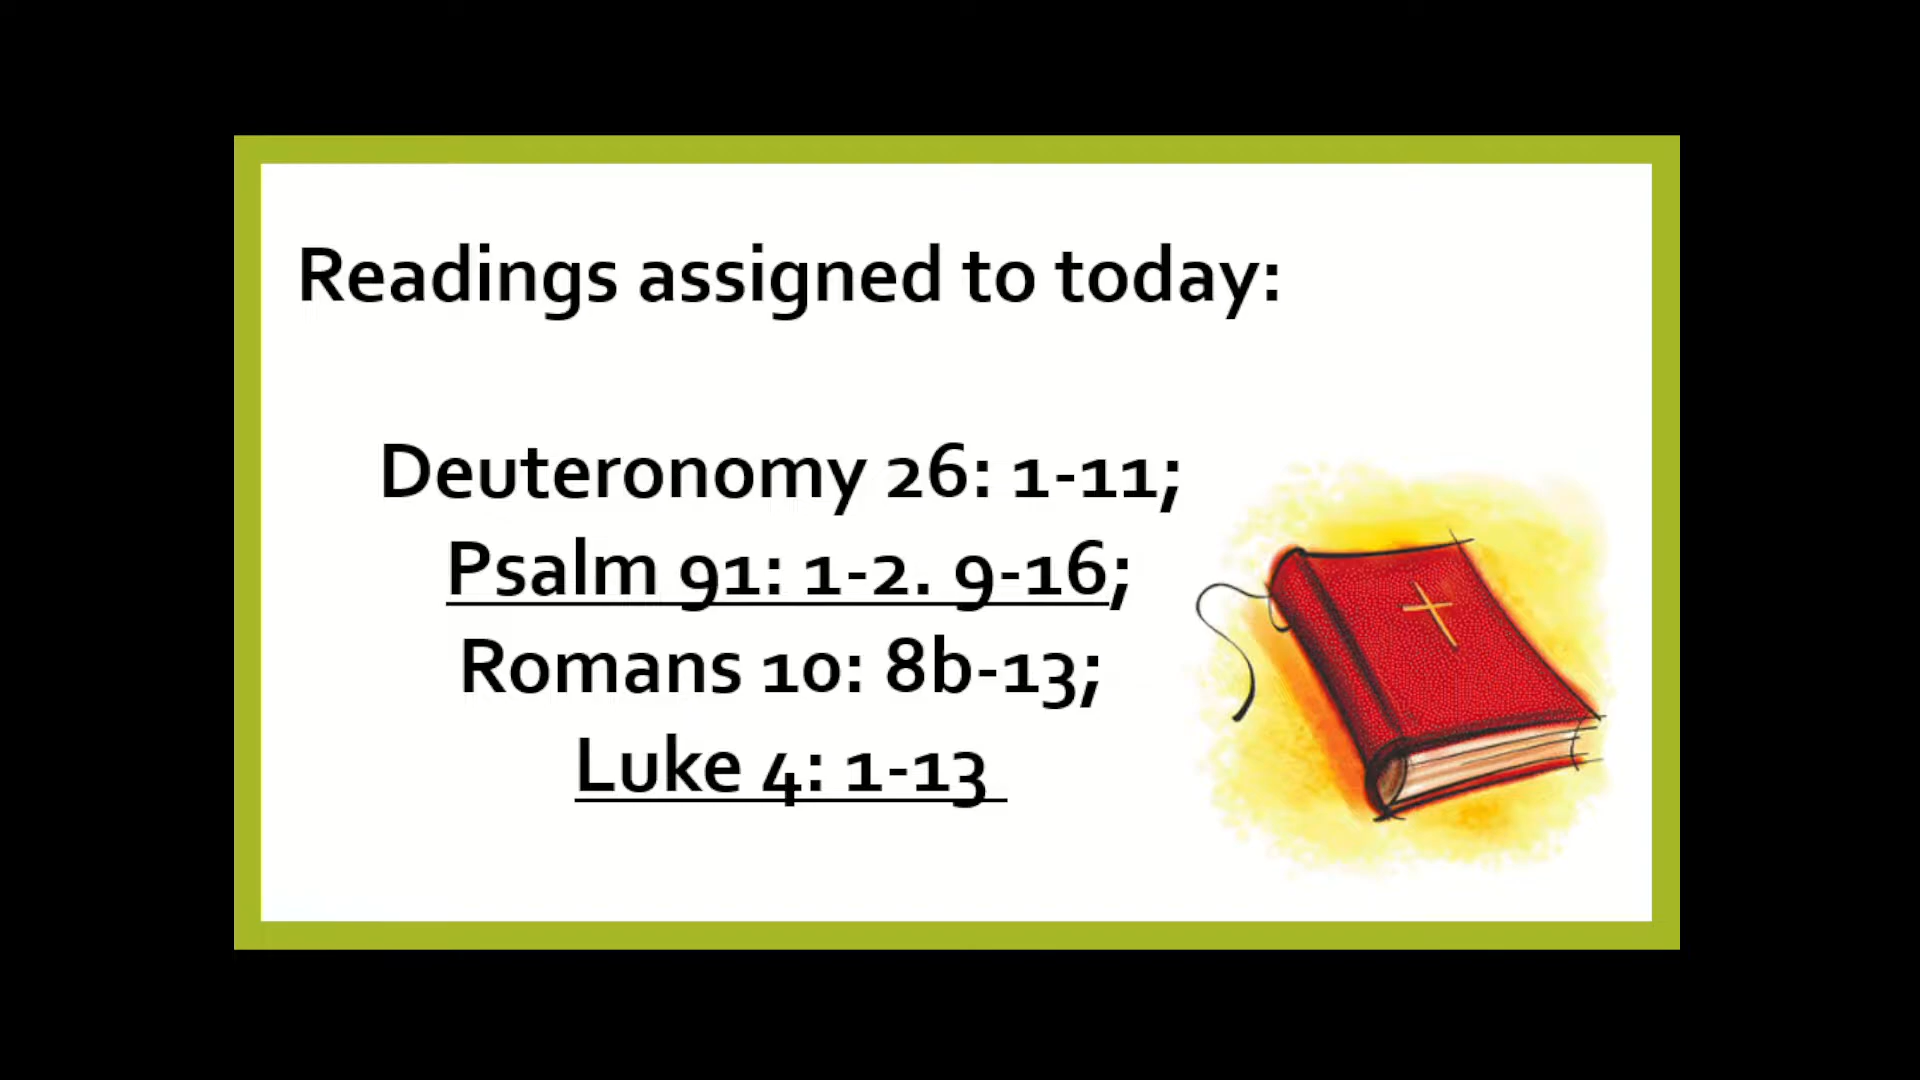 Readings assigned to today:
Deuteronomy 26: 1-11;
Psalm 91: 1-2. 9-16;
Romans 10: 8b-13;
Luke 4: 1-13